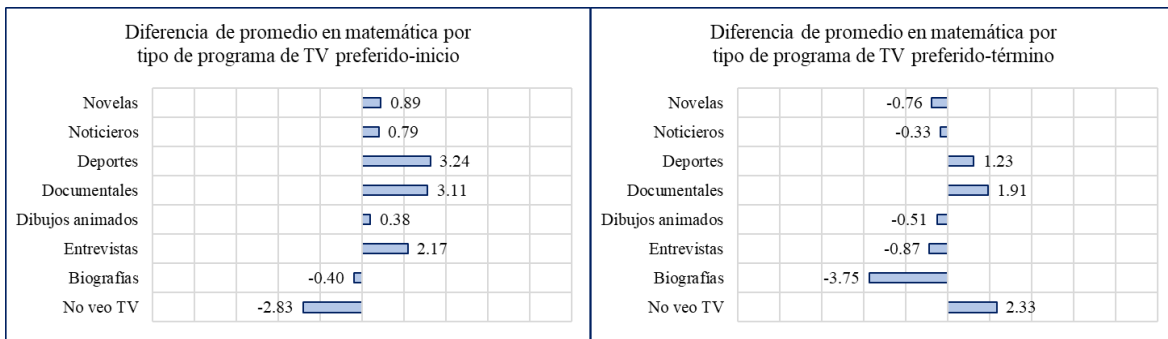 Diferencia de promedio en matemática por
tipo de programa de TV preferido-inicio
Novelas 0.89
Noticieros 0.79
Deportes 3.24
Documentales 3.11
Dibujos animados 0.38
Entrevistas 2.17
Biografías -0.40
No veo TV -2.83
Diferencia de promedio en matemática por
tipo de programa de TV preferido-término
Novelas -0.76
Noticieros -0.33
Deportes 1.23
Documentales 1.91
Dibujos animados -0.51
Entrevistas -0.87
Biografías -3.75
No veo TV 2.33